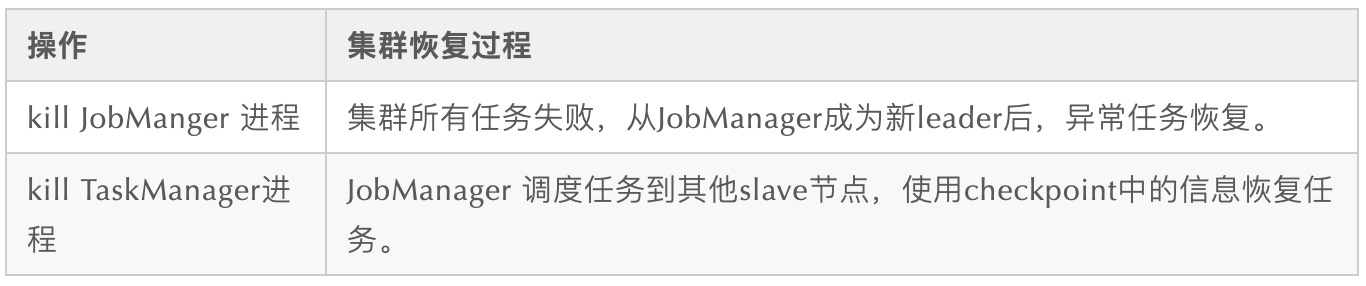 操作
集群恢复过程
kill JobManger 进程
集群所有任务失败，从JobManager成为新leader后，异常任务恢复。
kill TaskManager进
程
JobManager 调度任务到其他slave节点，使用checkpoint中的信息恢复任
务。